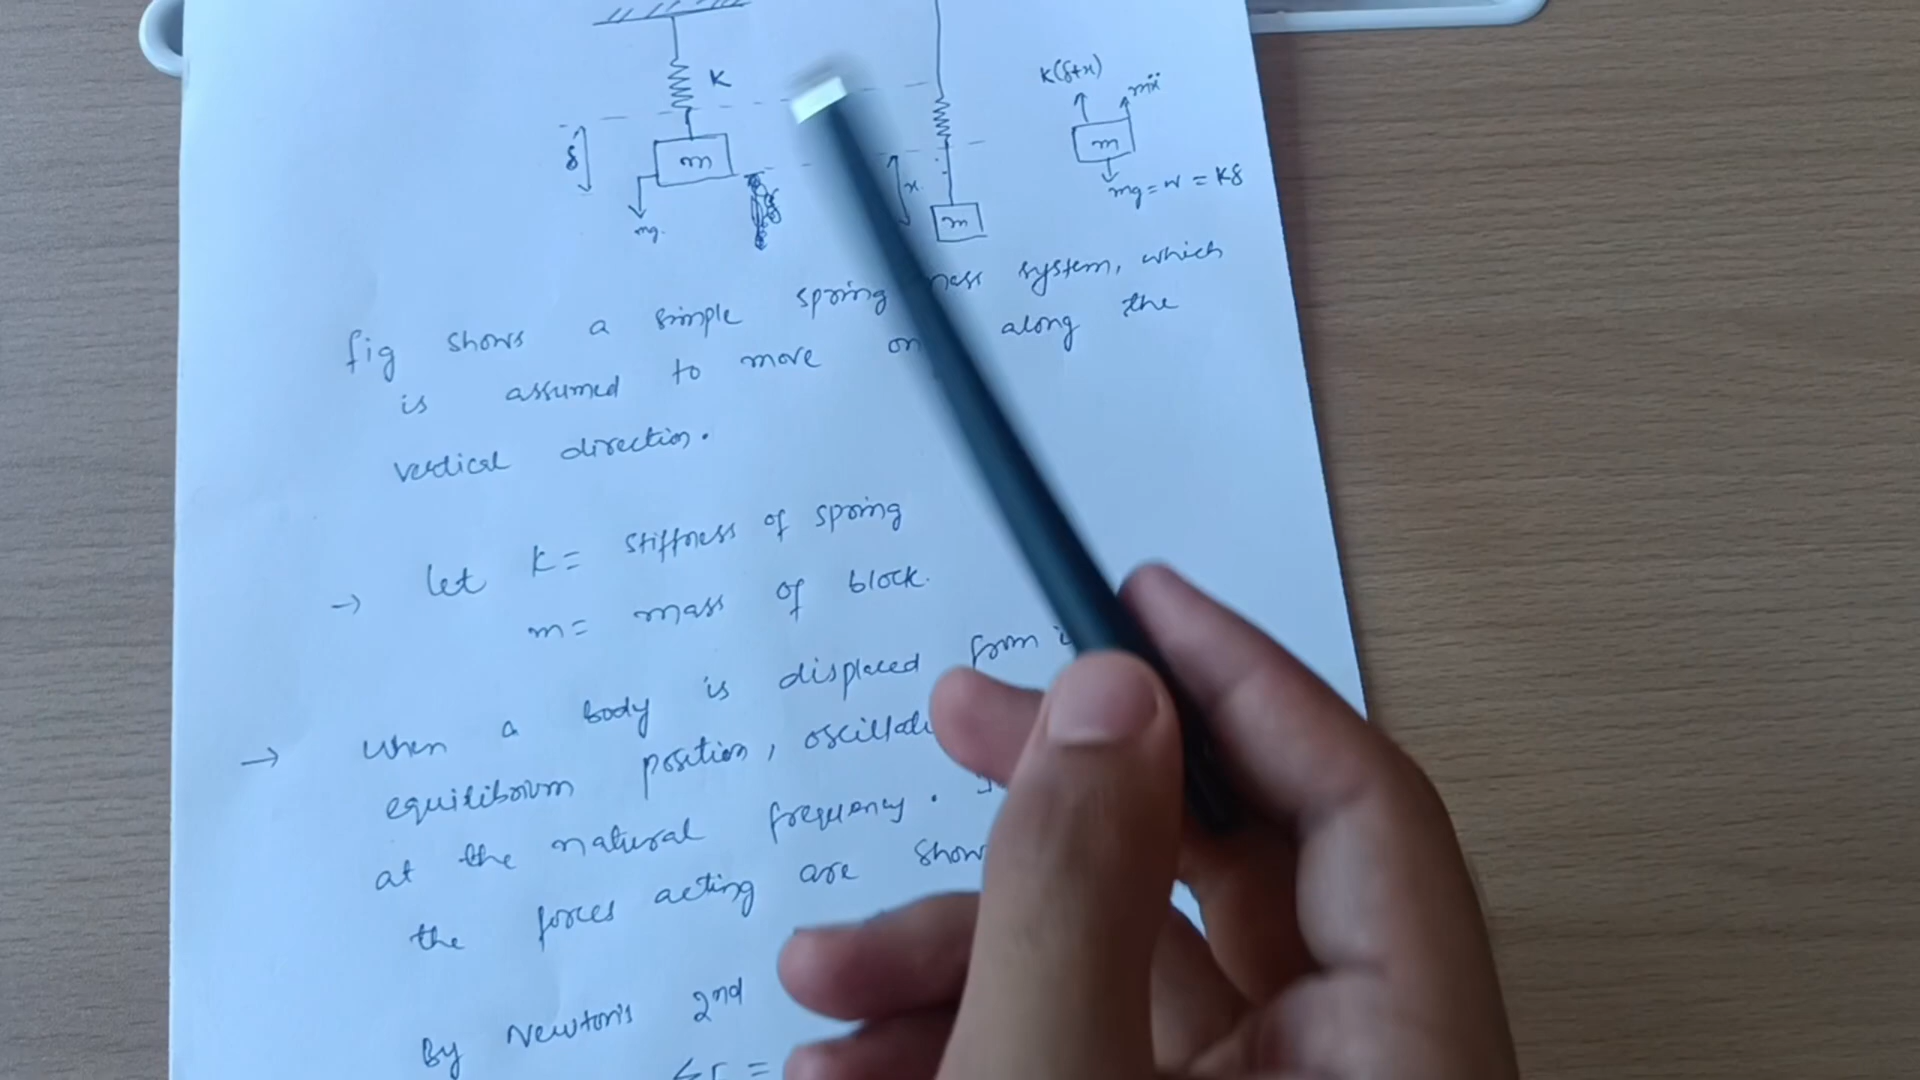 K
δ
m
mg.
x
m
K(δ+x)
mẍ
m
mg = W = Kδ
fig shows a simple spring mass system, which
is assumed to move along the
vertical direction.
→ let K = stiffness of spring
m = mass of block.
→ when a body is displaced from
equilibrium position,
at the natural frequency.
the forces acting are
By Newton's 2nd